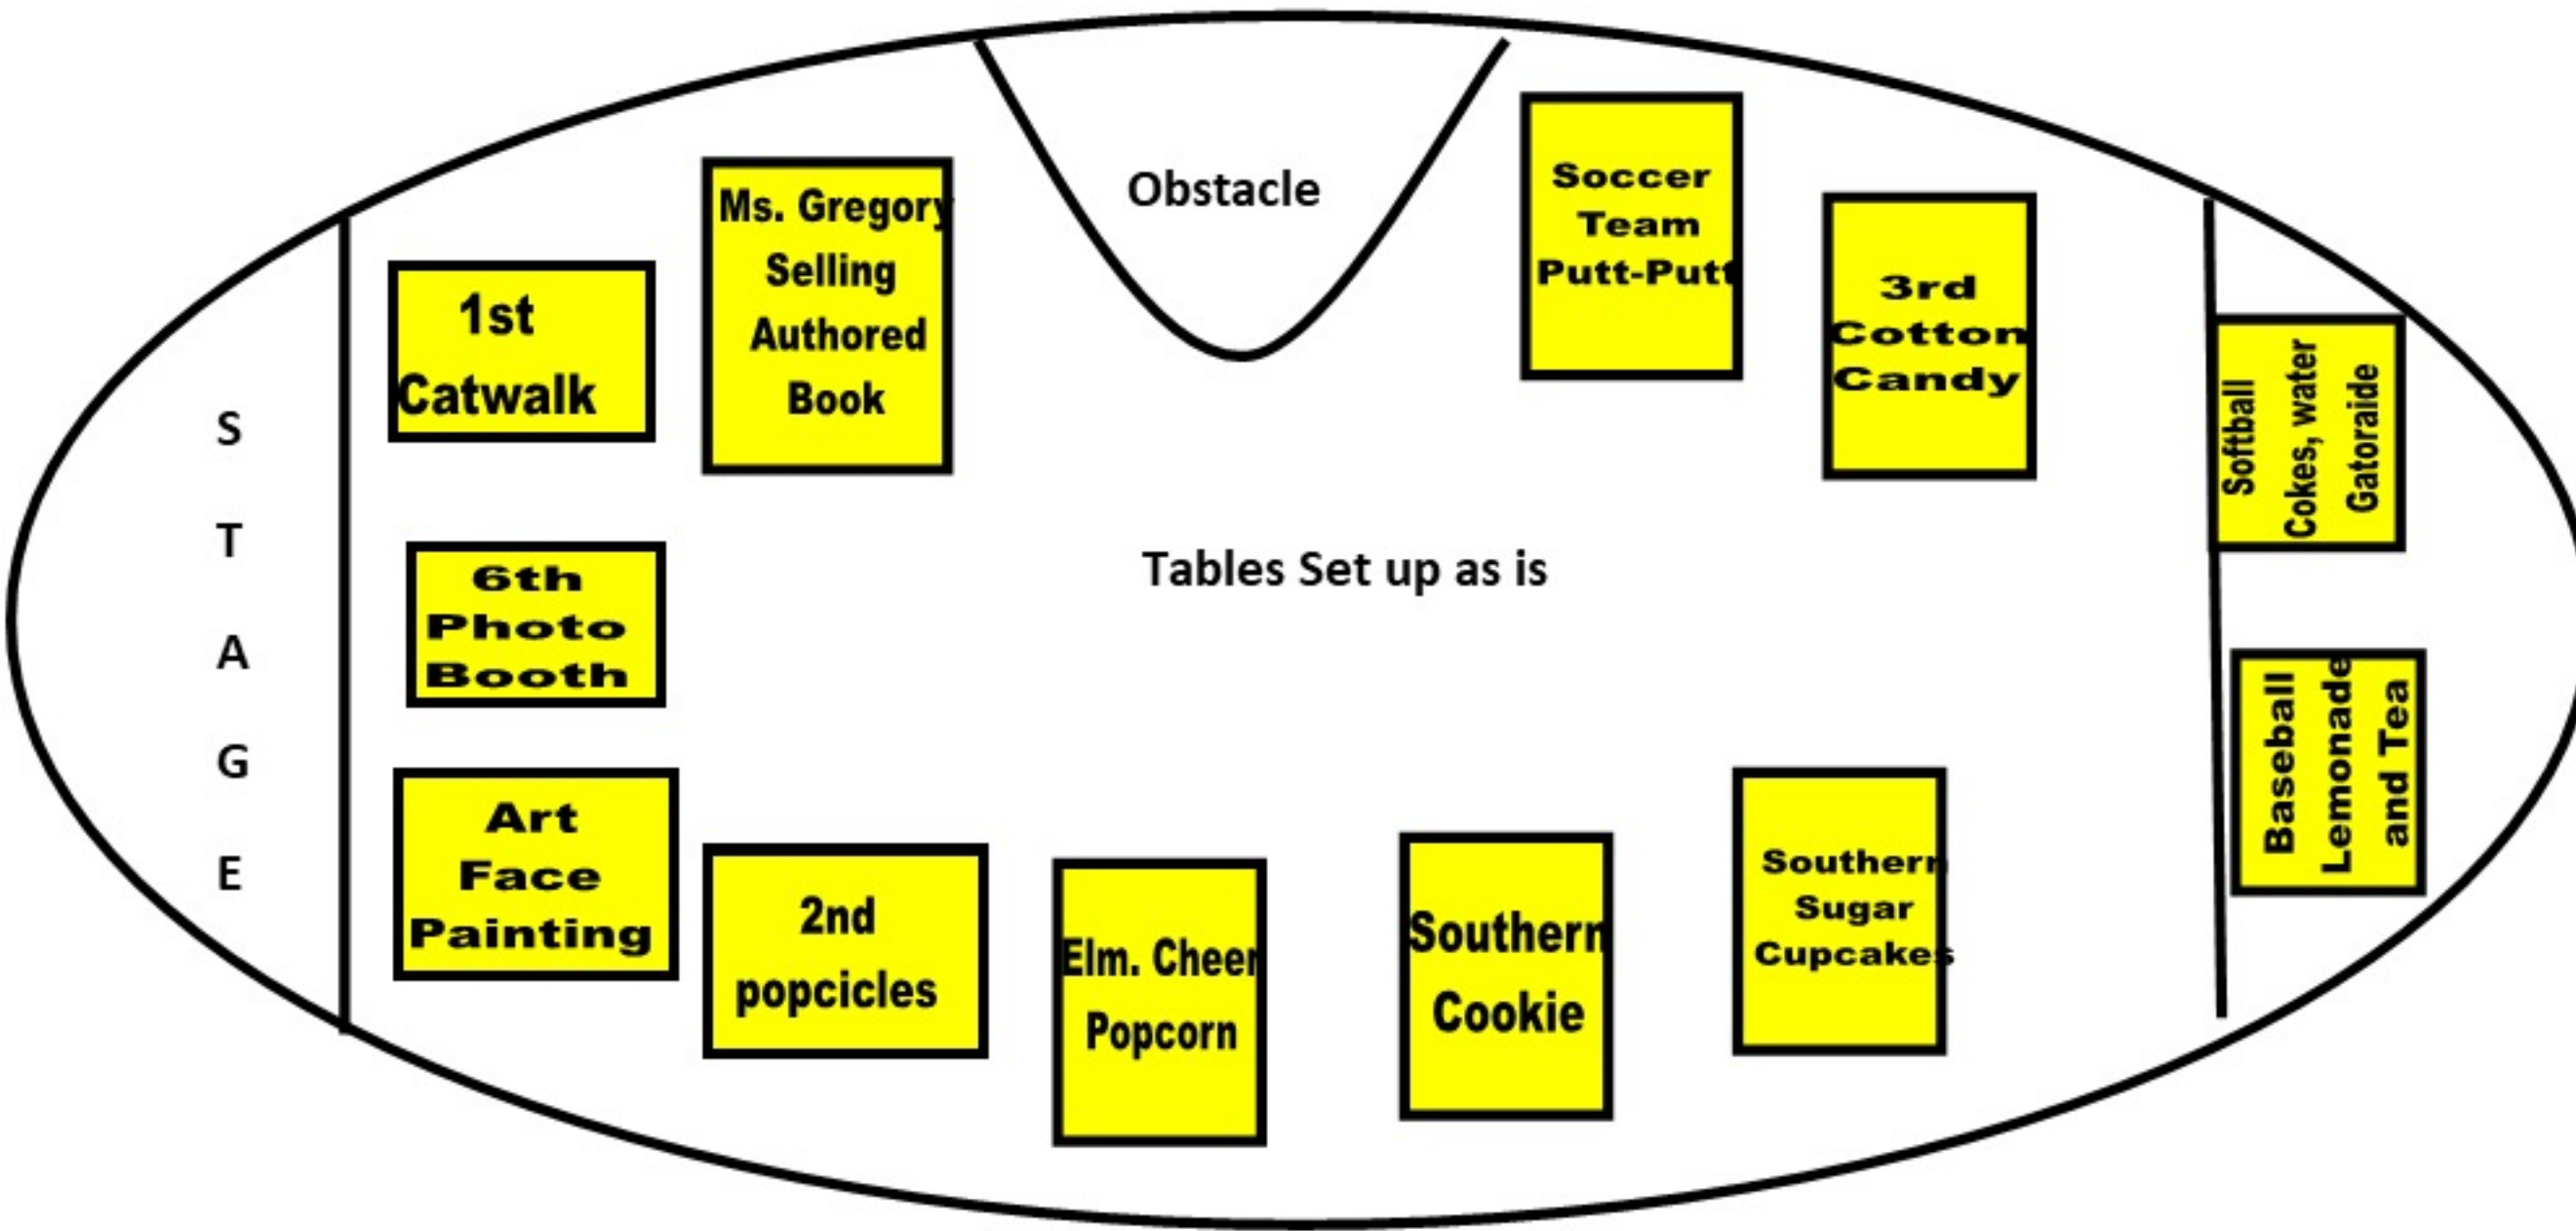 Obstacle
Ms. Gregory
Selling
Authored
Book
Soccer
Team
Putt-Putt
3rd
Cotton
Candy
1st
Catwalk
Softball
Cokes, water
Gatoraide
S
T
A
G
E
6th
Photo
Booth
Tables Set up as is
Baseball
Lemonade
and Tea
Art
Face
Painting
2nd
popcicles
Elm. Cheer
Popcorn
Southern
Cookie
Southern
Sugar
Cupcakes